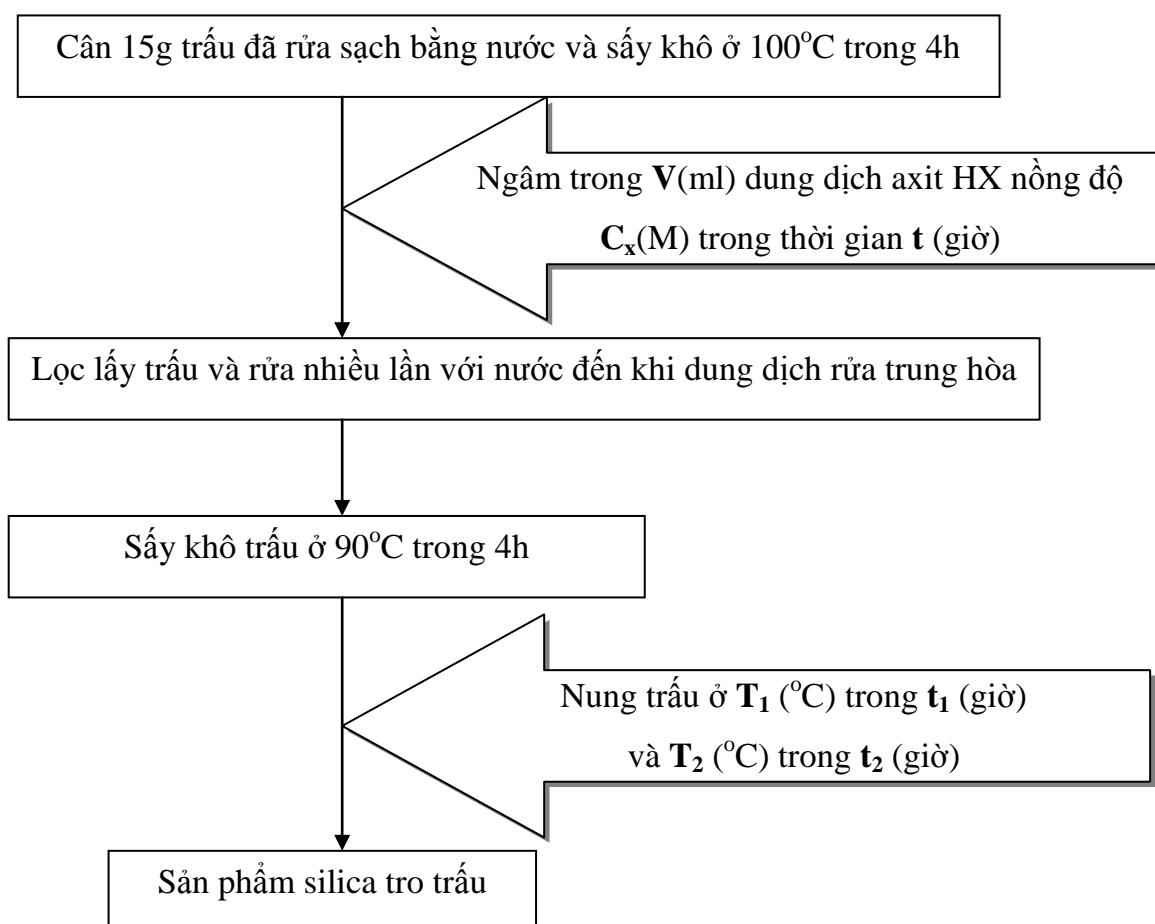 Cân 15g trấu đã rửa sạch bằng nước và sấy khô ở 100°C trong 4h
Ngâm trong V(ml) dung dịch axit HX nồng độ
Cx(M) trong thời gian t (giờ)
Lọc lấy trấu và rửa nhiều lần với nước đến khi dung dịch rửa trung hòa
Sấy khô trấu ở 90°C trong 4h
Nung trấu ở T1 (°C) trong t1 (giờ)
và T2 (°C) trong t2 (giờ)
Sản phẩm silica tro trấu